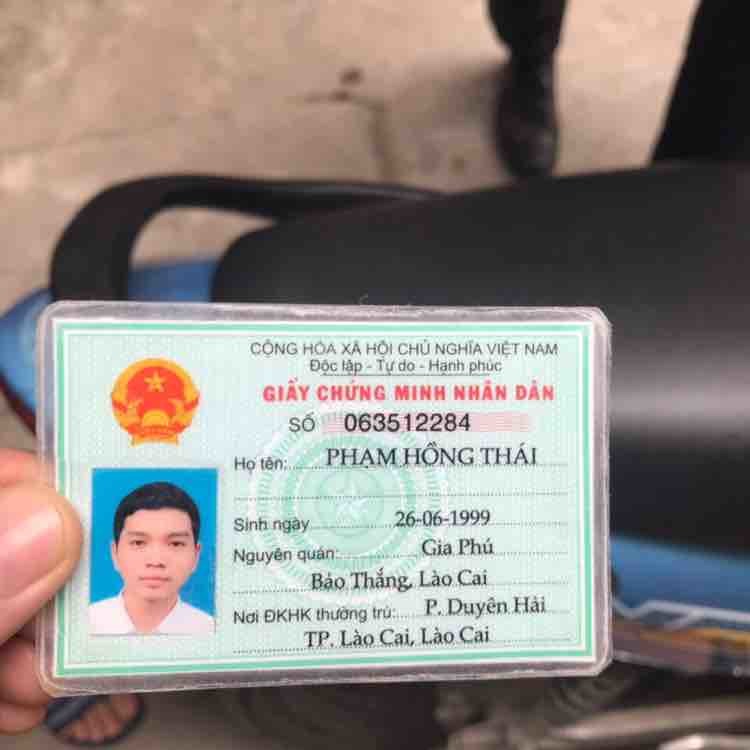 CỘNG HÒA XÃ HỘI CHỦ NGHĨA VIỆT NAM
Độc lập - Tự do - Hạnh phúc
GIẤY CHỨNG MINH NHÂN DÂN
SỐ 063512284
Họ tên: PHẠM HỒNG THÁI
Sinh ngày 26-06-1999
Nguyên quán: Gia Phú
Bảo Thắng, Lào Cai
Nơi ĐKHK thường trú: P. Duyên Hải
TP. Lào Cai, Lào Cai